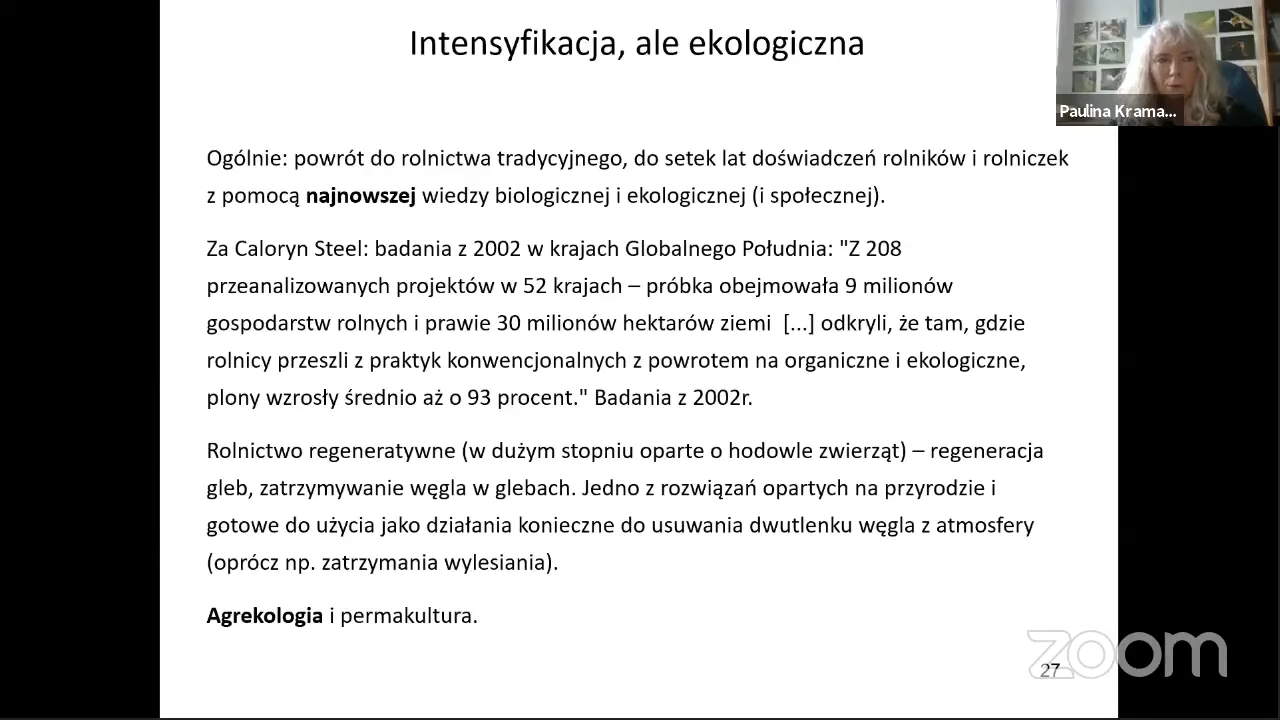 Intensyfikacja, ale ekologiczna
Paulina Krama...
Ogólnie: powrót do rolnictwa tradycyjnego, do setek lat doświadczeń rolników i rolniczek
z pomocą najnowszej wiedzy biologicznej i ekologicznej (i społecznej).
Za Caloryn Steel: badania z 2002 w krajach Globalnego Południa: "Z 208
przeanalizowanych projektów w 52 krajach – próbka obejmowała 9 milionów
gospodarstw rolnych i prawie 30 milionów hektarów ziemi [...] odkryli, że tam, gdzie
rolnicy przeszli z praktyk konwencjonalnych z powrotem na organiczne i ekologiczne,
plony wzrosły średnio aż o 93 procent." Badania z 2002r.
Rolnictwo regeneratywne (w dużym stopniu oparte o hodowle zwierząt) – regeneracja
gleb, zatrzymywanie węgla w glebach. Jedno z rozwiązań opartych na przyrodzie i
gotowe do użycia jako działania konieczne do usuwania dwutlenku węgla z atmosfery
(oprócz np. zatrzymania wylesiania).
Agrekologia i permakultura.
zoom
27